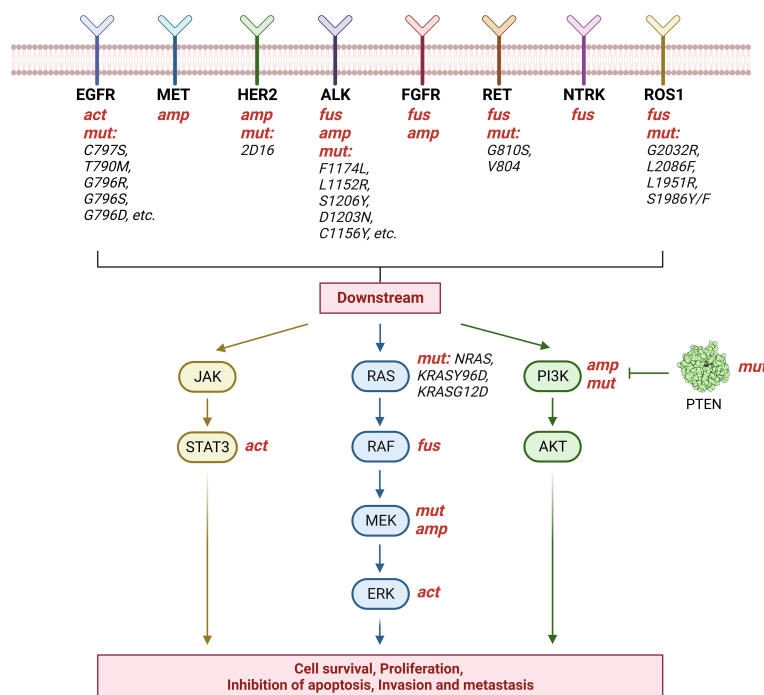 EGFR
act
mut:
C797S,
T790M,
G796R,
G796S,
G796D, etc.
MET
amp
HER2
amp
mut:
2D16
ALK
fus
amp
mut:
F1174L,
L1152R,
S1206Y,
D1203N,
C1156Y, etc.
FGFR
fus
amp
RET
fus
mut:
G810S,
V804
NTRK
fus
ROS1
fus
mut:
G2032R,
L2086F,
L1951R,
S1986Y/F
Downstream
JAK
STAT3 act
RAS
mut: NRAS,
KRASY96D,
KRASG12D
RAF fus
MEK
mut
amp
ERK act
PI3K
amp
mut
PTEN
mut
AKT
Cell survival, Proliferation,
Inhibition of apoptosis, Invasion and metastasis